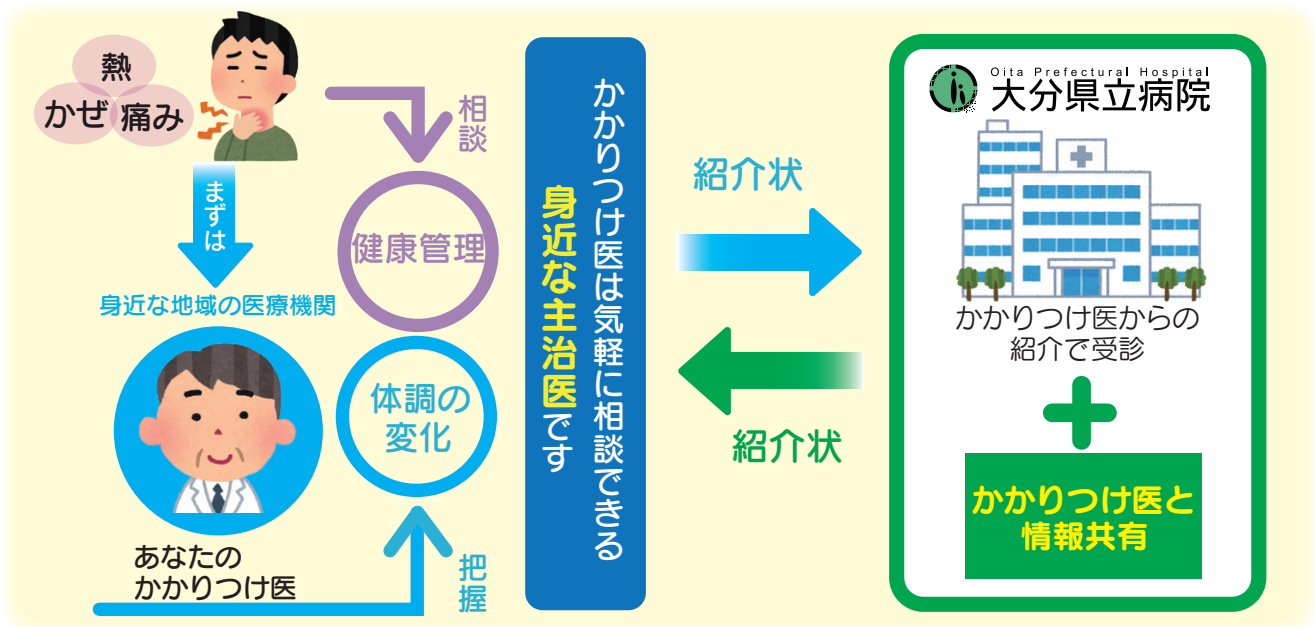 熱
かぜ
痛み
まずは
身近な地域の医療機関
あなたの
かかりつけ医
相談
健康管理
体調の
変化
把握
かかりつけ医は気軽に相談できる
身近な主治医です
紹介状
紹介状
Oita Prefectural Hospital
大分県立病院
かかりつけ医からの
紹介で受診
かかりつけ医と
情報共有